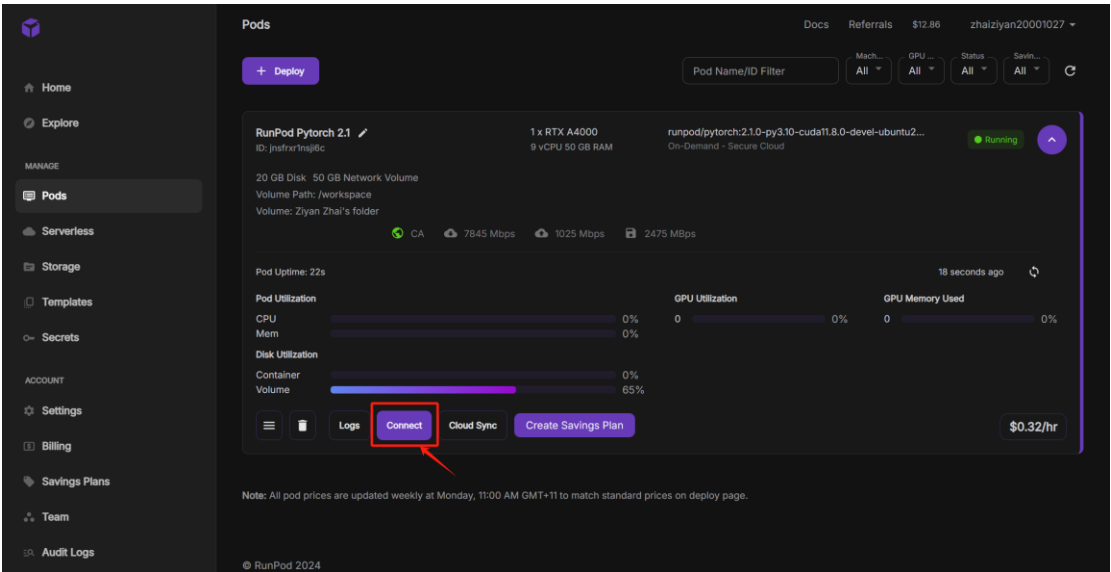 Pods
Docs Referrals $12.86 zhaiziyan20001027
+ Deploy
Pod Name/ID Filter
Mach... All
GPU ... All
Status All
Savin... All
Home
Explore
MANAGE
Pods
Serverless
Storage
Templates
Secrets
ACCOUNT
Settings
Billing
Savings Plans
Team
Audit Logs
RunPod Pytorch 2.1
ID: jnsfrxr1nsji6c
1 x RTX A4000
9 vCPU 50 GB RAM
runpod/pytorch:2.1.0-py3.10-cuda11.8.0-devel-ubuntu2...
On-Demand - Secure Cloud
Running
20 GB Disk 50 GB Network Volume
Volume Path: /workspace
Volume: Ziyan Zhai's folder
CA 7845 Mbps 1025 Mbps 2475 MBps
Pod Uptime: 22s
18 seconds ago
Pod Utilization
CPU 0%
Mem 0%
Disk Utilization
Container 0%
Volume 65%
GPU Utilization
0 0%
GPU Memory Used
0 0%
Logs Connect Cloud Sync Create Savings Plan
$0.32/hr
Note: All pod prices are updated weekly at Monday, 11:00 AM GMT+11 to match standard prices on deploy page.
© RunPod 2024